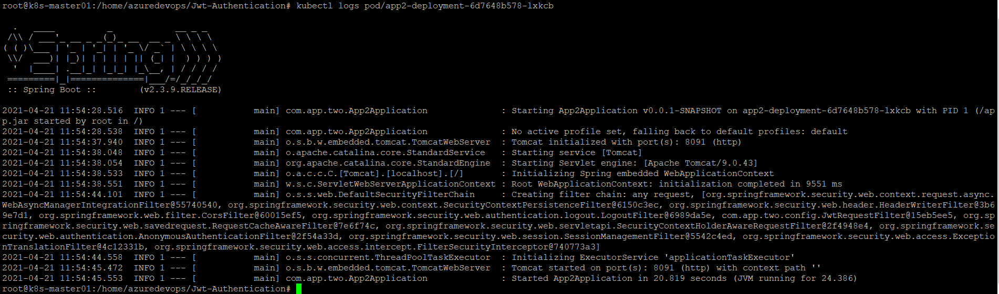 root@k8s-master01:/home/azuredevops/Jwt-Authentication# kubectl logs pod/app2-deployment-6d7648b578-lxkcb
  .   ____          _            __ _ _
 /\\ / ___'_ __ _ _(_)_ __  __ _ \ \ \ \
( ( )\___ | '_ | '_| | '_ \/ _` | \ \ \ \
 \\/  ___)| |_)| | | | | || (_| |  ) ) ) )
  '  |____| .__|_| |_|_| |_\__, | / / / /
 =========|_|==============|___/=/_/_/_/
 :: Spring Boot ::        (v2.3.9.RELEASE)
2021-04-21 11:54:28.516  INFO 1 --- [           main] com.app.two.App2Application              : Starting App2Application v0.0.1-SNAPSHOT on app2-deployment-6d7648b578-lxkcb with PID 1 (/ap
p.jar started by root in /)
2021-04-21 11:54:28.538  INFO 1 --- [           main] com.app.two.App2Application              : No active profile set, falling back to default profiles: default
2021-04-21 11:54:37.940  INFO 1 --- [           main] o.s.b.w.embedded.tomcat.TomcatWebServer  : Tomcat initialized with port(s): 8091 (http)
2021-04-21 11:54:38.048  INFO 1 --- [           main] o.apache.catalina.core.StandardService   : Starting service [Tomcat]
2021-04-21 11:54:38.054  INFO 1 --- [           main] org.apache.catalina.core.StandardEngine  : Starting Servlet engine: [Apache Tomcat/9.0.43]
2021-04-21 11:54:38.533  INFO 1 --- [           main] o.a.c.c.C.[Tomcat].[localhost].[/]       : Initializing Spring embedded WebApplicationContext
2021-04-21 11:54:38.551  INFO 1 --- [           main] w.s.c.ServletWebServerApplicationContext : Root WebApplicationContext: initialization completed in 9551 ms
2021-04-21 11:54:44.101  INFO 1 --- [           main] o.s.s.web.DefaultSecurityFilterChain     : Creating filter chain: any request, [org.springframework.security.web.context.request.async.
WebAsyncManagerIntegrationFilter@55740540, org.springframework.security.web.context.SecurityContextPersistenceFilter@6150c3ec, org.springframework.security.web.header.HeaderWriterFilter@3b6
9e7d1, org.springframework.web.filter.CorsFilter@60015ef5, org.springframework.security.web.authentication.logout.LogoutFilter@6989da5e, com.app.two.config.JwtRequestFilter@15eb5ee5, org.sp
ringframework.security.web.savedrequest.RequestCacheAwareFilter@7e6f74c, org.springframework.security.web.servletapi.SecurityContextHolderAwareRequestFilter@2f4948e4, org.springframework.se
curity.web.authentication.AnonymousAuthenticationFilter@2f54a33d, org.springframework.security.web.session.SessionManagementFilter@5542c4ed, org.springframework.security.web.access.Exceptio
nTranslationFilter@4c12331b, org.springframework.security.web.access.intercept.FilterSecurityInterceptor@740773a3]
2021-04-21 11:54:44.558  INFO 1 --- [           main] o.s.s.concurrent.ThreadPoolTaskExecutor  : Initializing ExecutorService 'applicationTaskExecutor'
2021-04-21 11:54:45.472  INFO 1 --- [           main] o.s.b.w.embedded.tomcat.TomcatWebServer  : Tomcat started on port(s): 8091 (http) with context path ''
2021-04-21 11:54:45.553  INFO 1 --- [           main] com.app.two.App2Application              : Started App2Application in 20.819 seconds (JVM running for 24.386)
root@k8s-master01:/home/azuredevops/Jwt-Authentication#